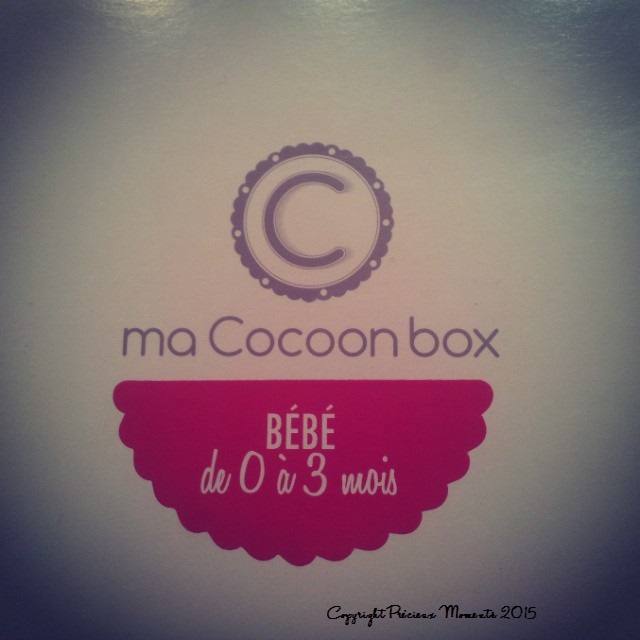 C
ma Cocoon box
BÉBÉ
de 0 à 3 mois
Copyright Précieux Moments 2015